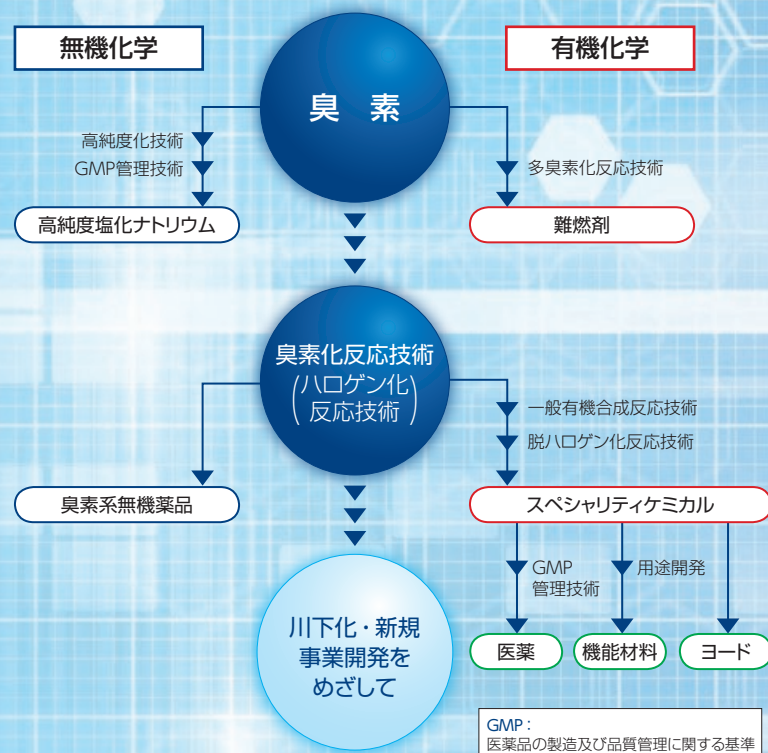 無機化学
有機化学
臭 素
高純度化技術
GMP管理技術
多臭素化反応技術
高純度塩化ナトリウム
難燃剤
臭素化反応技術
(ハロゲン化
反応技術)
一般有機合成反応技術
脱ハロゲン化反応技術
臭素系無機薬品
スペシャリティケミカル
GMP
管理技術
用途開発
川下化・新規
事業開発を
めざして
医薬
機能材料
ヨード
GMP:
医薬品の製造及び品質管理に関する基準